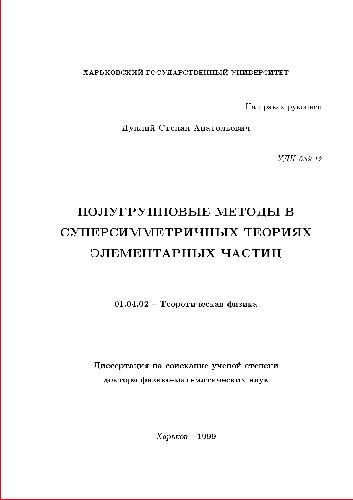 ХАРЬКОВСКИЙ ГОСУДАРСТВЕННЫЙ УНИВЕРСИТЕТ
На правах рукописи
Дуплий Степан Анатольевич
УДК 539.12
ПОЛУГРУППОВЫЕ МЕТОДЫ В
СУПЕРСИММЕТРИЧНЫХ ТЕОРИЯХ
ЭЛЕМЕНТАРНЫХ ЧАСТИЦ
01.04.02 – Теоретическая физика
Диссертация на соискание ученой степени
доктора физико-математических наук
Харьков – 1999